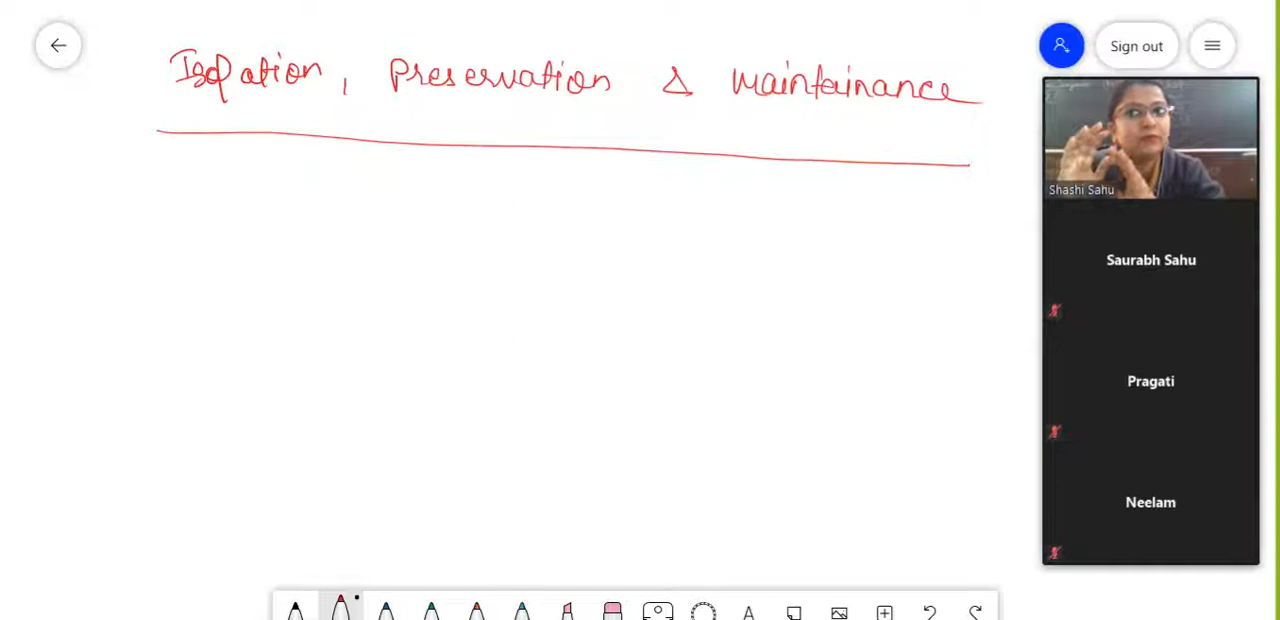 Isolation, Preservation & maintainance
Sign out
Shashi Sahu
Saurabh Sahu
Pragati
Neelam
A